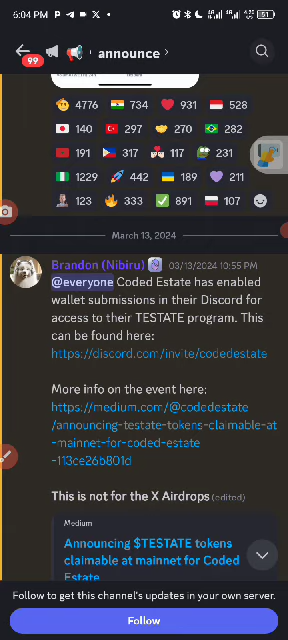 6:04 PM
51
99
announce
4776 734 931 528
140 297 270 282
191 317 117 231
1229 442 189 211
123 333 891 107
March 13, 2024
Brandon (Nibiru) 03/13/2024 10:55 PM
@everyone Coded Estate has enabled
wallet submissions in their Discord for
access to their TESTATE program. This
can be found here:
https://discord.com/invite/codedestate
More info on the event here:
https://medium.com/@codedestate
/announcing-testate-tokens-claimable-at
-mainnet-for-coded-estate
-113ce26b801d
This is not for the X Airdrops (edited)
Medium
Announcing $TESTATE tokens
claimable at mainnet for Coded
Estate
Follow to get this channel's updates in your own server.
Follow